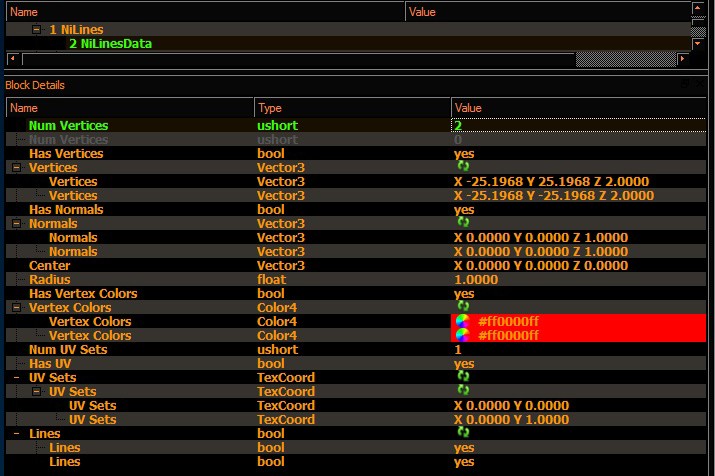 Name Value
1 NiLines
2 NiLinesData
Block Details
Name Type Value
Num Vertices ushort 2
Num Vertices ushort 0
Has Vertices bool yes
Vertices Vector3
Vertices Vector3 X -25.1968 Y 25.1968 Z 2.0000
Vertices Vector3 X -25.1968 Y -25.1968 Z 2.0000
Has Normals bool yes
Normals Vector3
Normals Vector3 X 0.0000 Y 0.0000 Z 1.0000
Normals Vector3 X 0.0000 Y 0.0000 Z 1.0000
Center Vector3 X 0.0000 Y 0.0000 Z 0.0000
Radius float 1.0000
Has Vertex Colors bool yes
Vertex Colors Color4
Vertex Colors Color4 #ff0000ff
Vertex Colors Color4 #ff0000ff
Num UV Sets ushort 1
Has UV bool yes
UV Sets TexCoord
UV Sets TexCoord
UV Sets TexCoord X 0.0000 Y 0.0000
UV Sets TexCoord X 0.0000 Y 1.0000
Lines bool
Lines bool yes
Lines bool yes